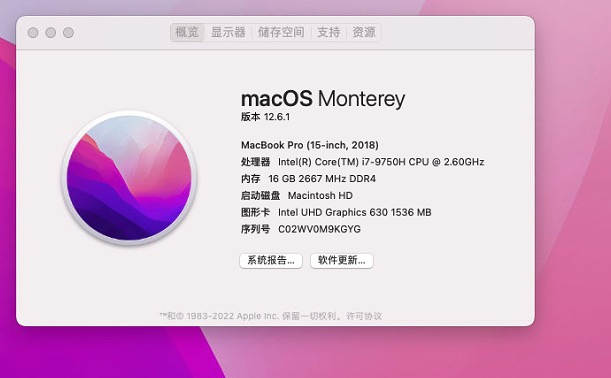 概览 显示器 储存空间 支持 资源
macOS Monterey
版本 12.6.1
MacBook Pro (15-inch, 2018)
处理器 Intel(R) Core(TM) i7-9750H CPU @ 2.60GHz
内存 16 GB 2667 MHz DDR4
启动磁盘 Macintosh HD
图形卡 Intel UHD Graphics 630 1536 MB
序列号 C02WV0M9KGYG
系统报告... 软件更新...
™和© 1983-2022 Apple Inc. 保留一切权利。许可协议